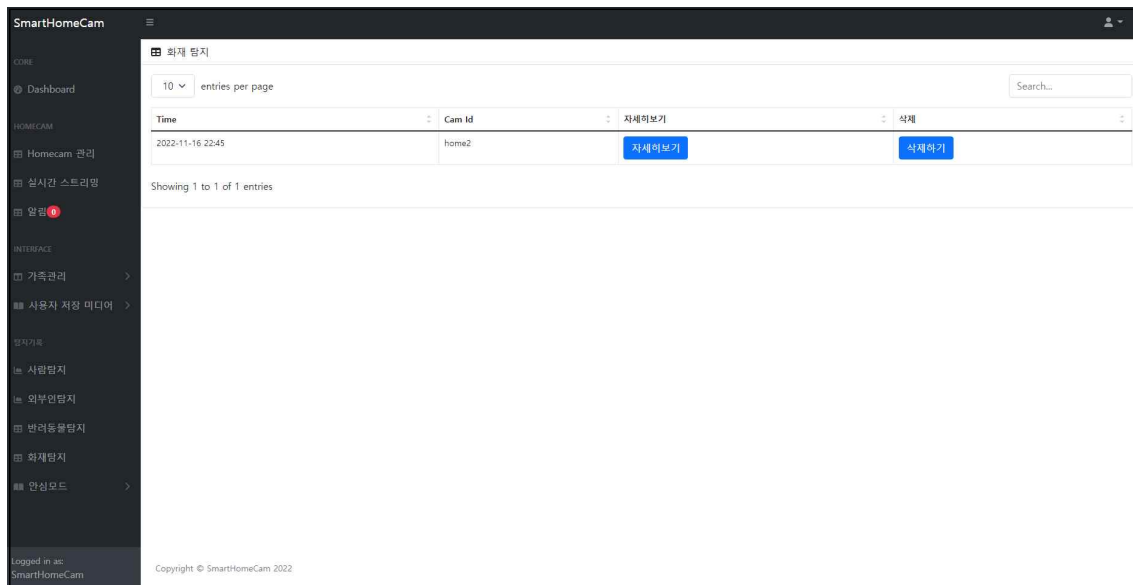 SmartHomeCam
CORE
Dashboard
HOMECAM
Homecam 관리
실시간 스트리밍
알림 0
INTERFACE
가족관리
사용자 저장 미디어
탐지기록
사람탐지
외부인탐지
반려동물탐지
화재탐지
안심모드
Logged in as:
SmartHomeCam
화재 탐지
10 entries per page
Search...
Time Cam Id 자세히보기 삭제
2022-11-16 22:45 home2 자세히보기 삭제하기
Showing 1 to 1 of 1 entries
Copyright © SmartHomeCam 2022